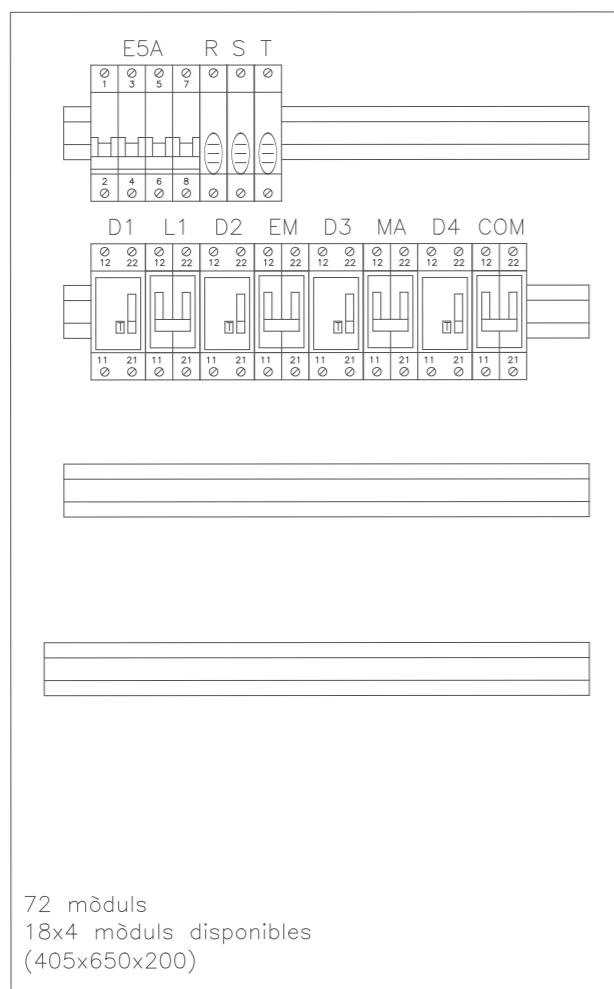 E5A R S T
1 3 5 7
2 4 6 8
D1 L1 D2 EM D3 MA D4 COM
12 22 12 22 12 22 12 22 12 22 12 22 12 22 12 22
T T T T
11 21 11 21 11 21 11 21 11 21 11 21 11 21 11 21
72 mòduls
18x4 mòduls disponibles
(405x650x200)